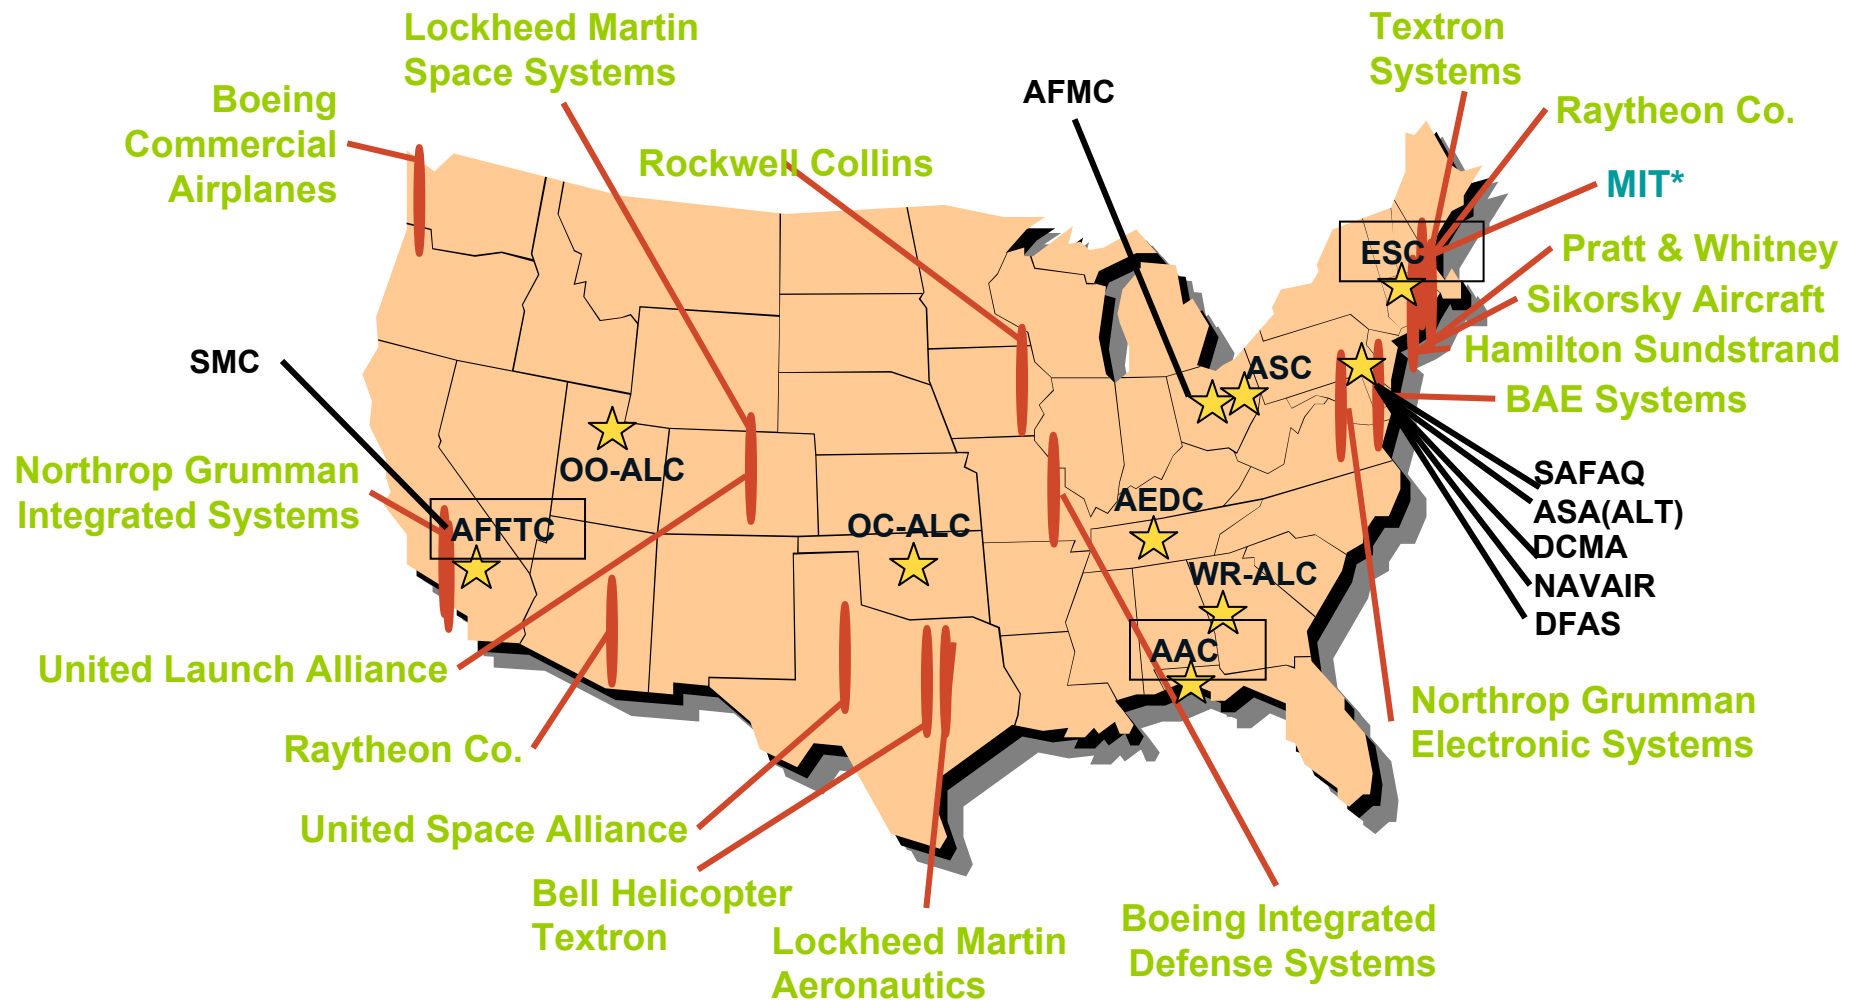 Lockheed Martin
Space Systems
Textron
Systems
Boeing
Commercial
Airplanes
AFMC
Raytheon Co.
Rockwell Collins
MIT*
ESC
Pratt & Whitney
Sikorsky Aircraft
Hamilton Sundstrand
SMC
ASC
BAE Systems
Northrop Grumman
Integrated Systems
OO-ALC
AFFTC
OC-ALC
AEDC
SAFAQ
ASA(ALT)
DCMA
NAVAIR
DFAS
WR-ALC
AAC
United Launch Alliance
Raytheon Co.
Northrop Grumman
Electronic Systems
United Space Alliance
Bell Helicopter
Textron
Lockheed Martin
Aeronautics
Boeing Integrated
Defense Systems